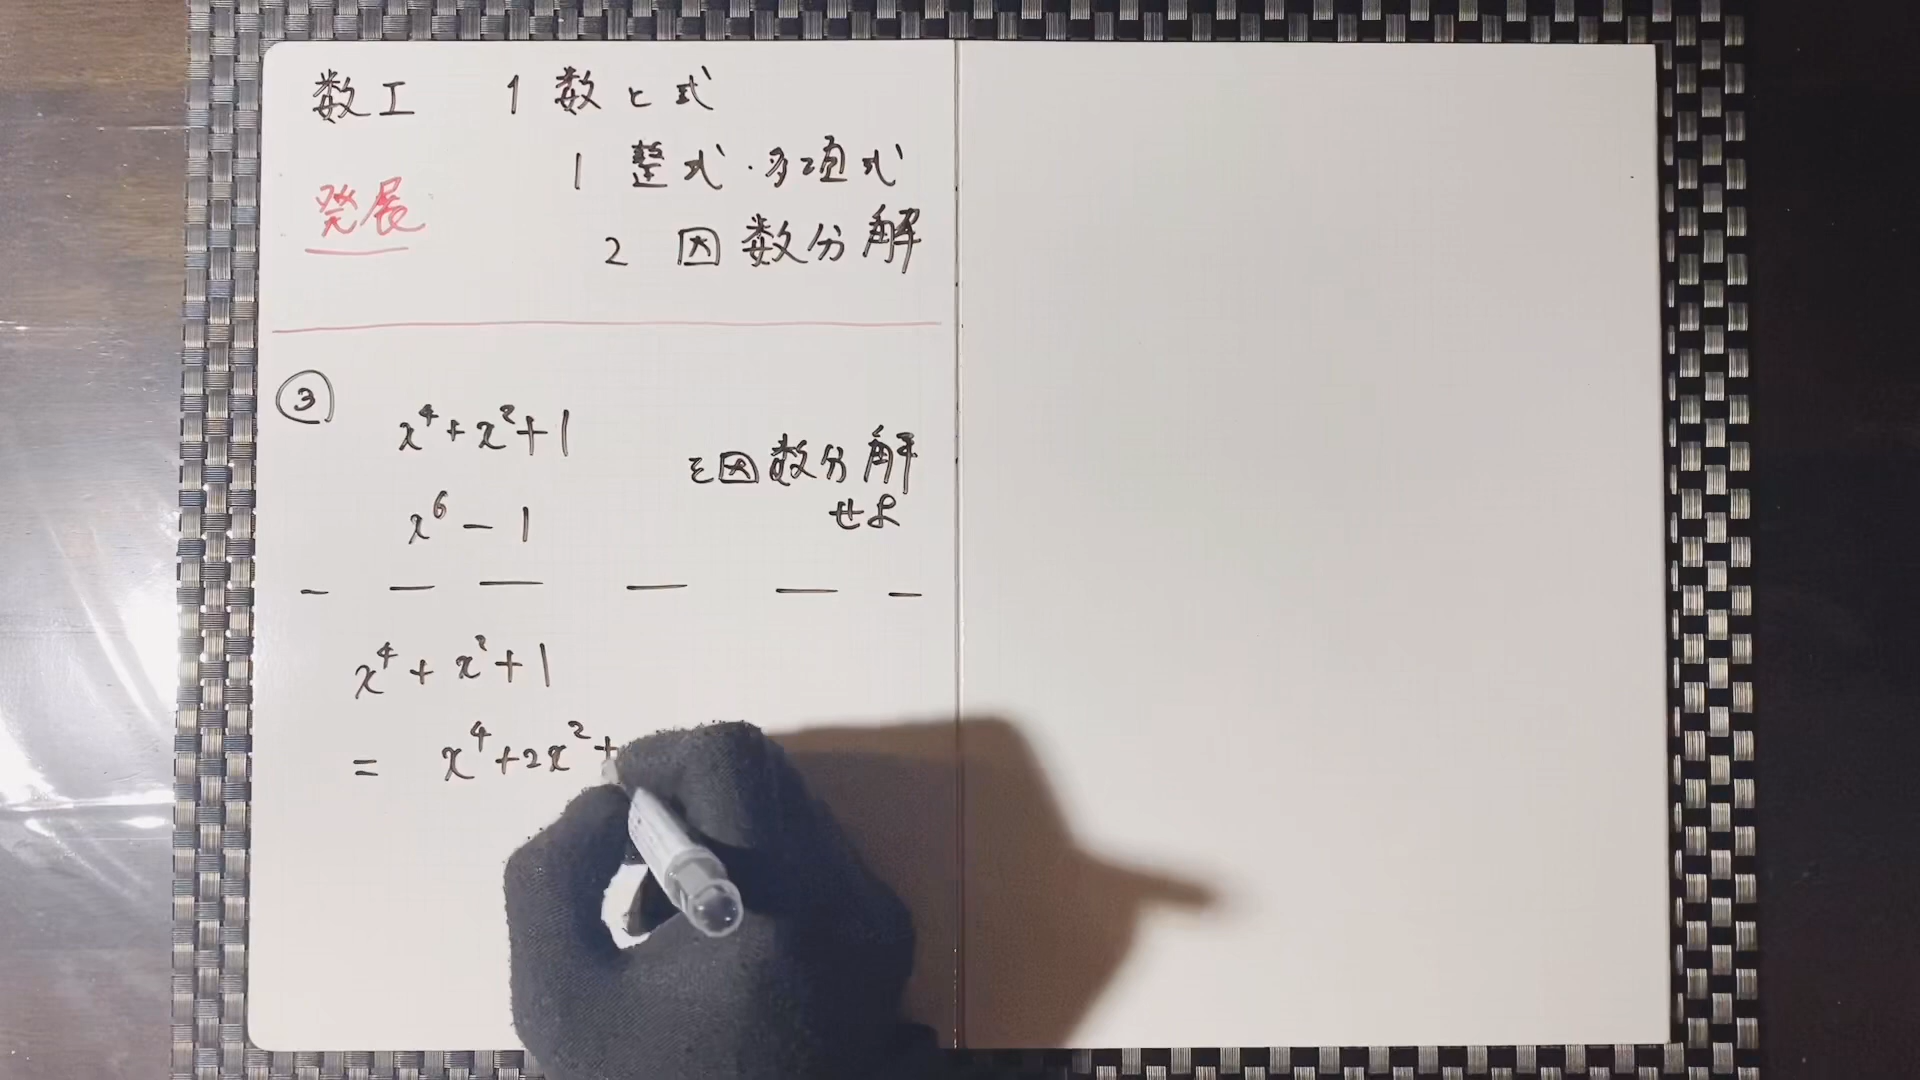 数I 1 数と式
1 整式・多項式
発展
2 因数分解
③
x⁴+x²+1
を因数分解
せよ
x⁶-1
x⁴+x²+1
= x⁴+2x²+